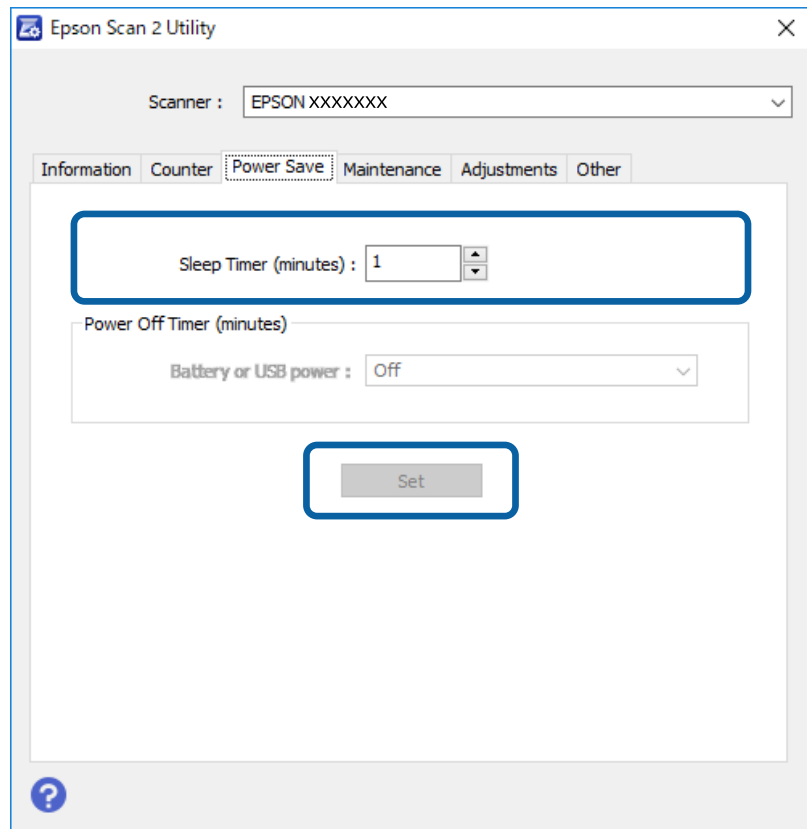 Epson Scan 2 Utility
Scanner : EPSON XXXXXXX
Information Counter Power Save Maintenance Adjustments Other
Sleep Timer (minutes) : 1
Power Off Timer (minutes)
Battery or USB power : Off
Set
?